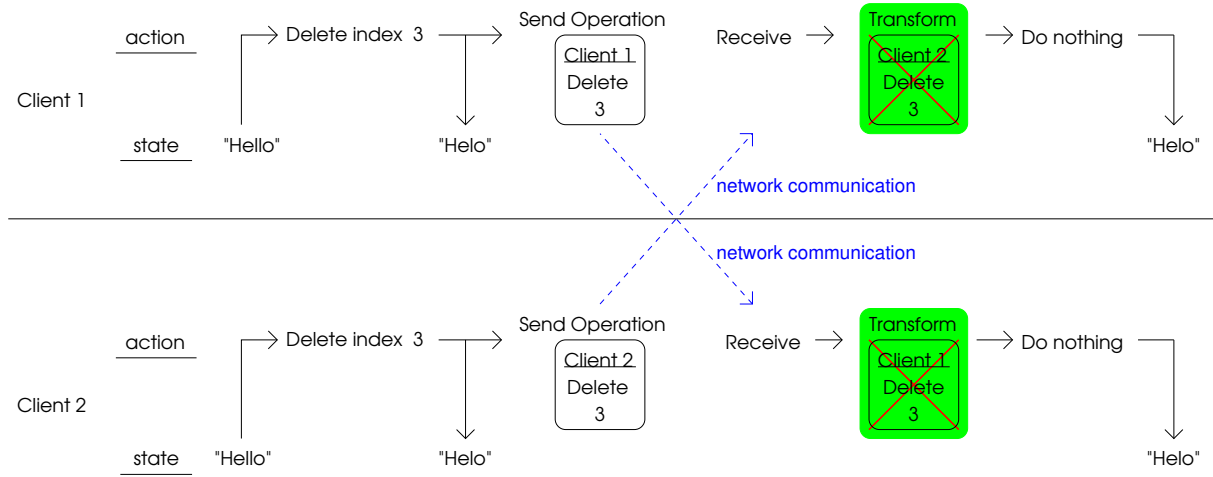 Send Operation
Transform
action
Delete index 3
Client 1
Delete
3
Receive
Client 2
Delete
3
Do nothing
Client 1
state
"Hello"
"Helo"
"Helo"
network communication
network communication
Send Operation
Transform
action
Delete index 3
Client 2
Delete
3
Receive
Client 1
Delete
3
Do nothing
Client 2
state
"Hello"
"Helo"
"Helo"